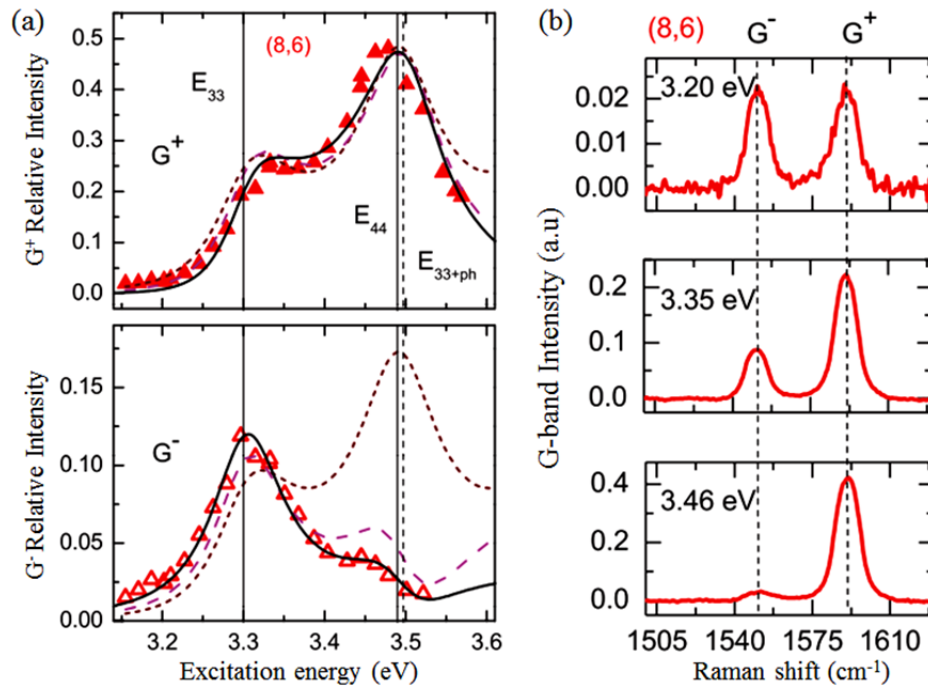 (a)
(8,6)
E33
G+
E44
E33+ph
G+ Relative Intensity
0.5
0.4
0.3
0.2
0.1
0.0
G-
G- Relative Intensity
0.15
0.10
0.05
0.00
3.2 3.3 3.4 3.5 3.6
Excitation energy (eV)
(b)
(8,6) G- G+
3.20 eV
0.02
0.01
0.00
3.35 eV
0.2
0.1
0.0
3.46 eV
0.4
0.2
0.0
G-band Intensity (a.u)
1505 1540 1575 1610
Raman shift (cm-1)